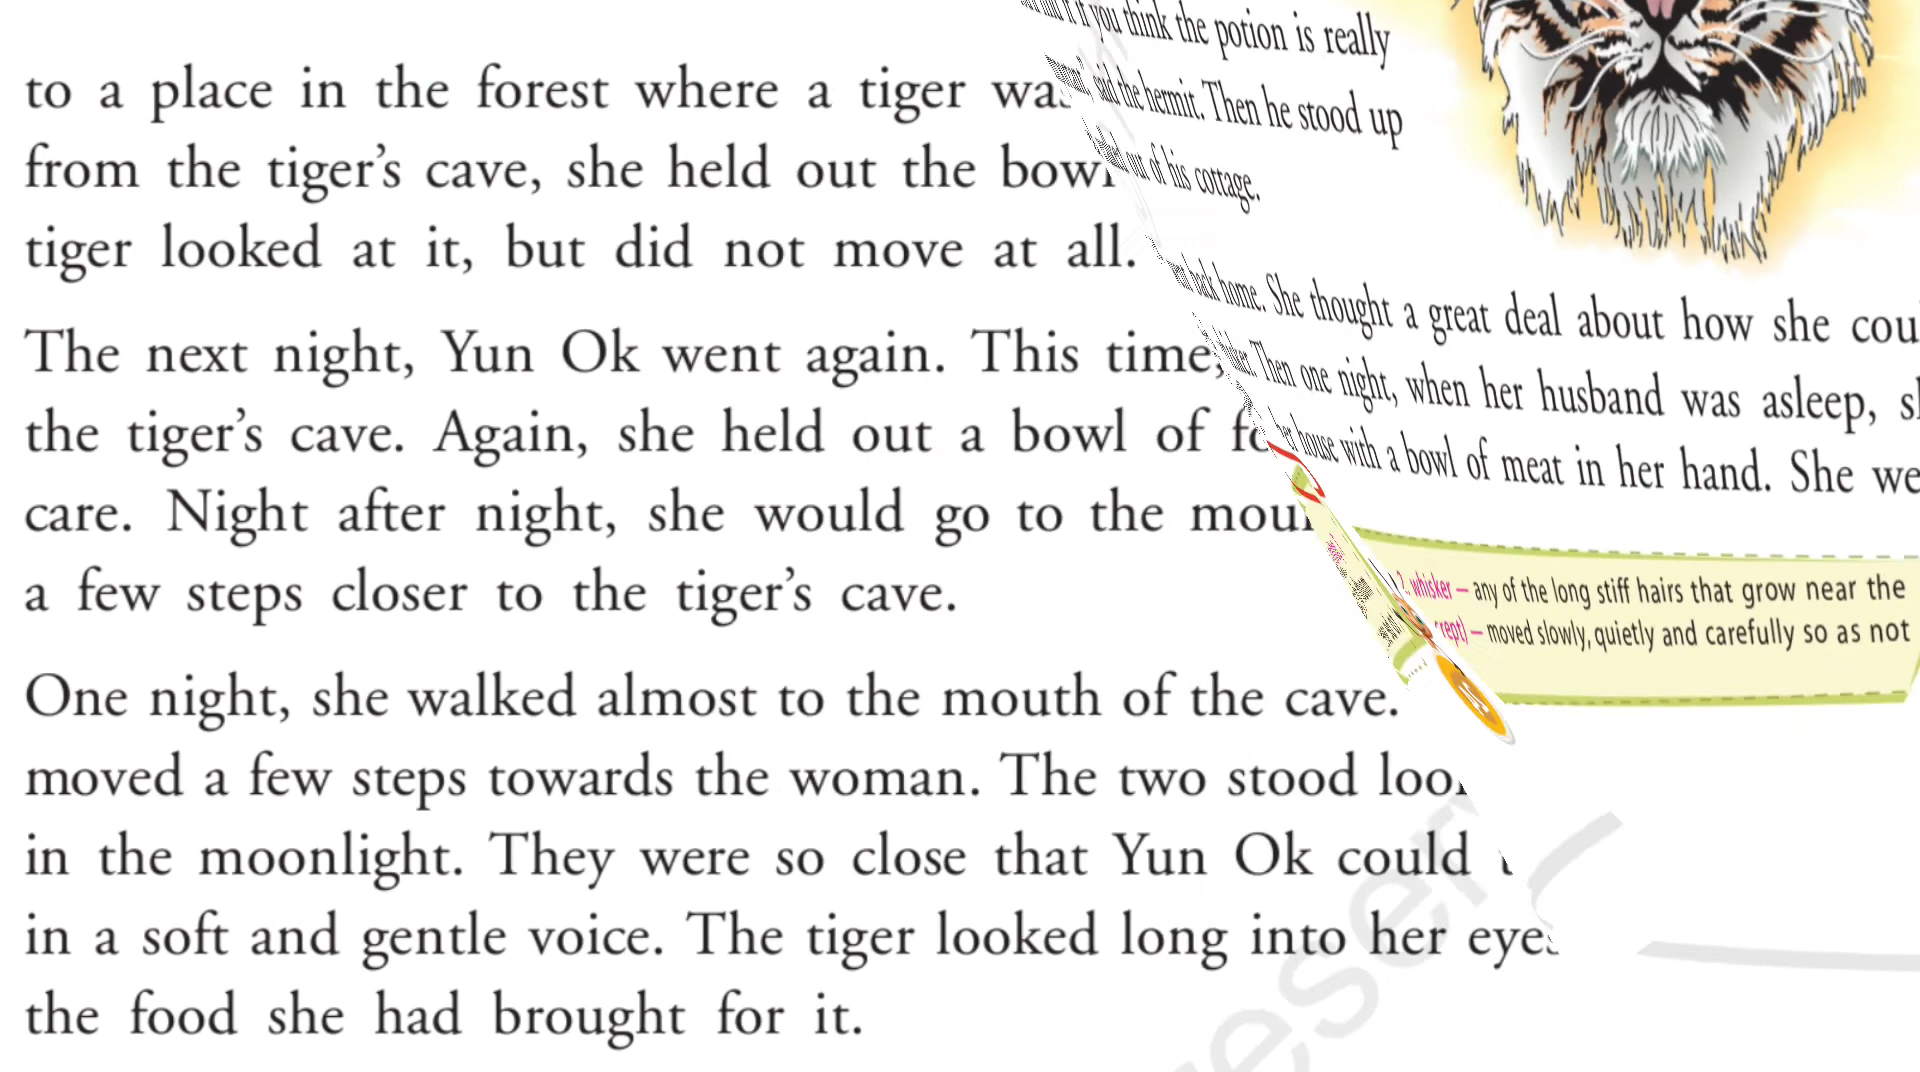 to a place in the forest where a tiger was
from the tiger's cave, she held out the bowl
tiger looked at it, but did not move at all.
The next night, Yun Ok went again. This time,
the tiger's cave. Again, she held out a bowl of
care. Night after night, she would go to the
a few steps closer to the tiger's cave.
One night, she walked almost to the mouth of the cave.
moved a few steps towards the woman. The two stood
in the moonlight. They were so close that Yun Ok could
in a soft and gentle voice. The tiger looked long into her eyes
the food she had brought for it.
if you think the potion is really
said the hermit. Then he stood up
out of his cottage.
back home. She thought a great deal about how she
Then one night, when her husband was asleep,
her house with a bowl of meat in her hand. She
2. whisker – any of the long stiff hairs that grow near the
– moved slowly, quietly and carefully so as not